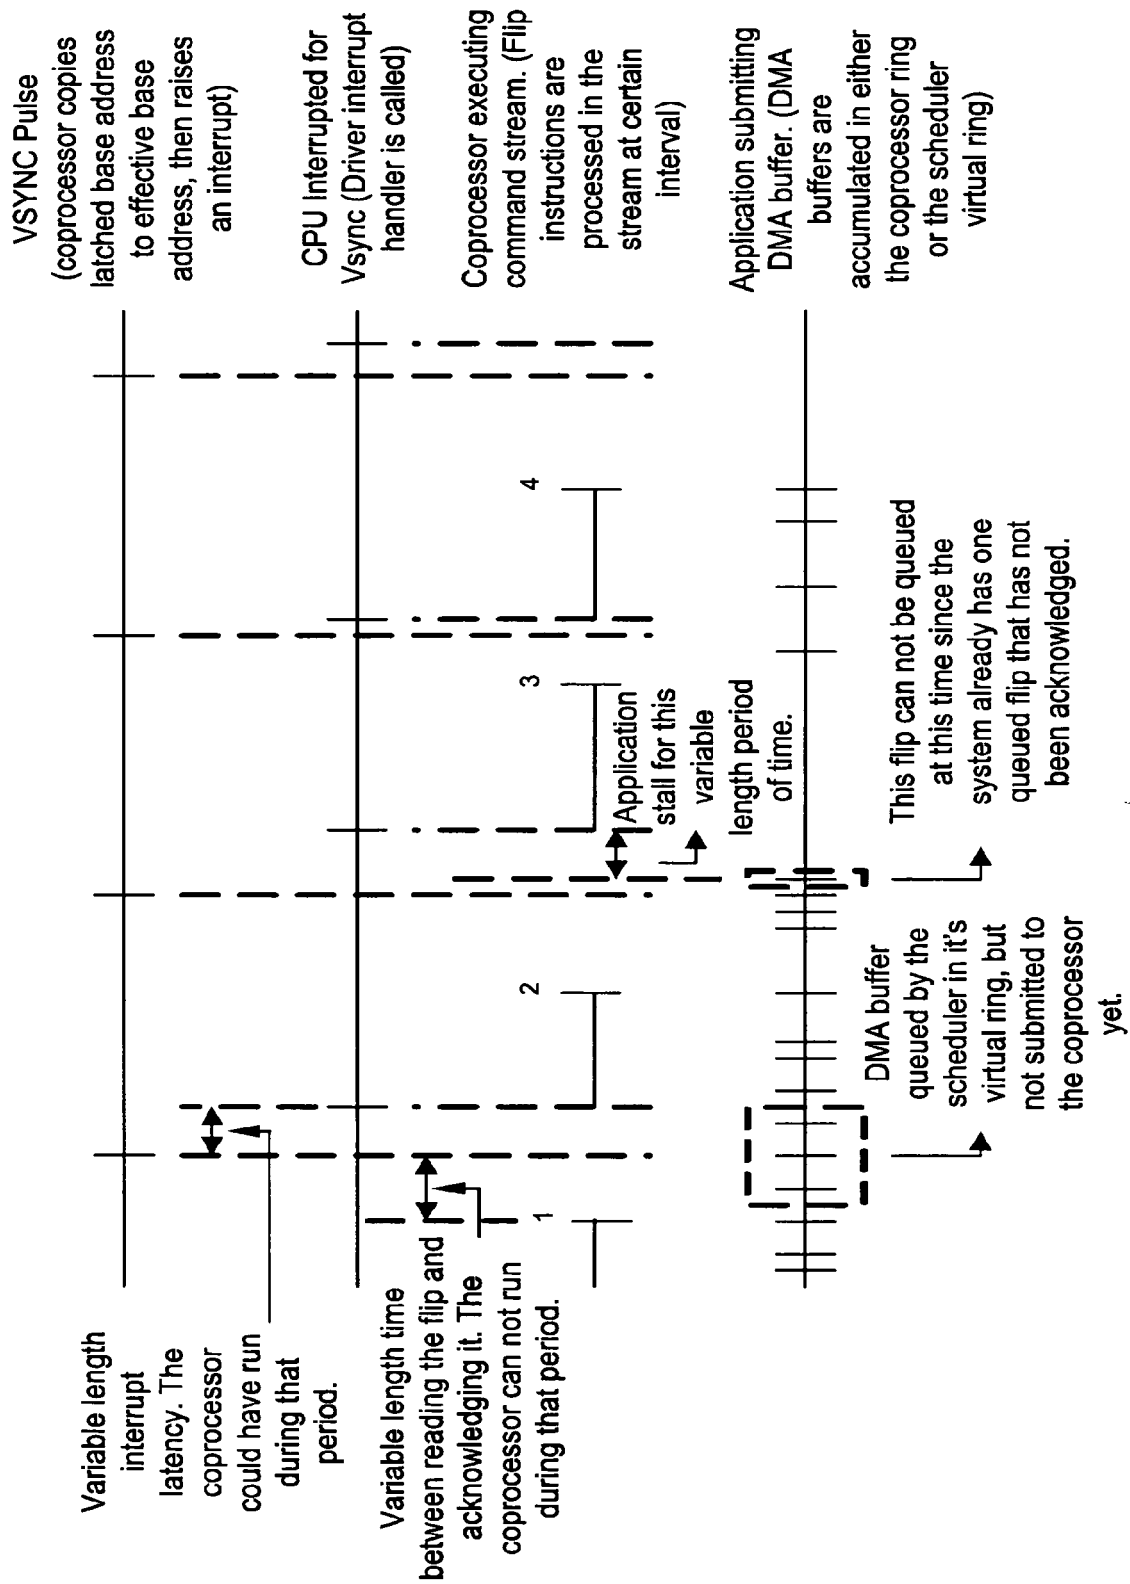 Variable length
interrupt
latency. The
coprocessor
could have run
during that
period.
Variable length time
between reading the flip and
acknowledging it. The
coprocessor can not run
during that period.
1
2
3
4
Application
stall for this
variable
length period
of time.
DMA buffer
queued by the
scheduler in it's
virtual ring, but
not submitted to
the coprocessor
yet.
This flip can not be queued
at this time since the
system already has one
queued flip that has not
been acknowledged.
VSYNC Pulse
(coprocessor copies
latched base address
to effective base
address, then raises
an interrupt)
CPU Interrupted for
Vsync (Driver interrupt
handler is called)
Coprocessor executing
command stream. (Flip
instructions are
processed in the
stream at certain
interval)
Application submitting
DMA buffer. (DMA
buffers are
accumulated in either
the coprocessor ring
or the scheduler
virtual ring)